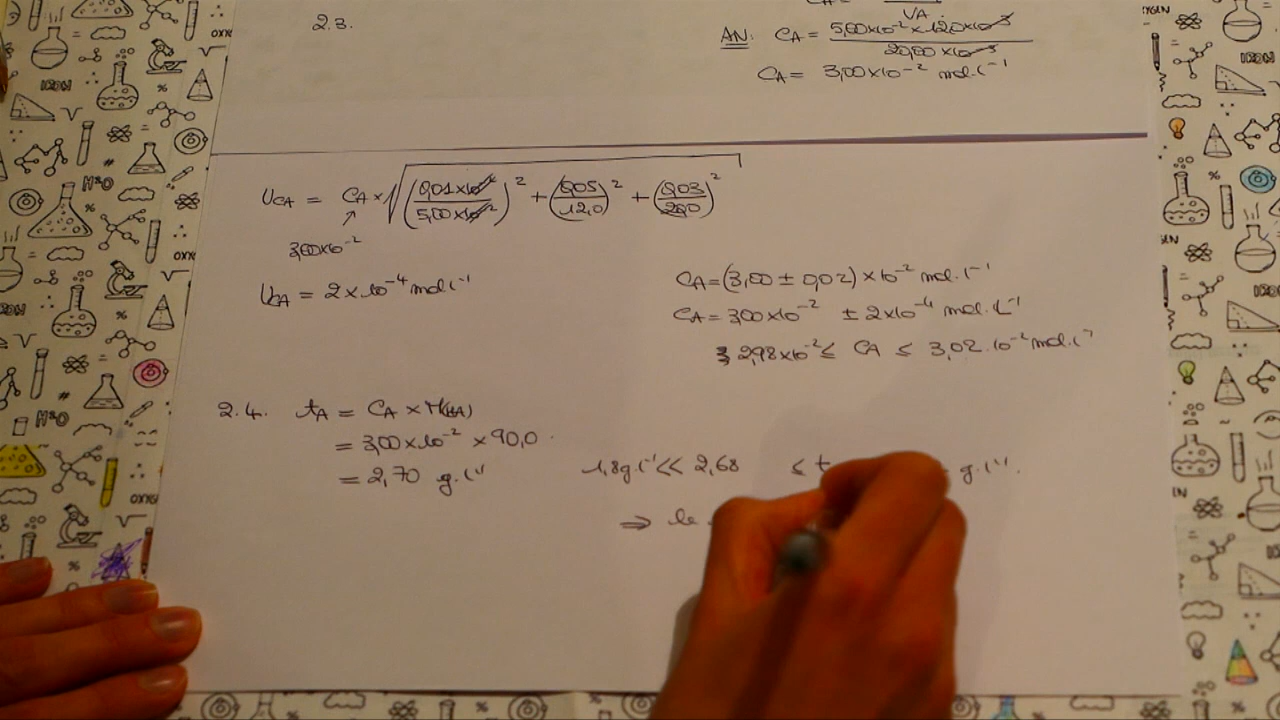 2.3.
CA =
VA
AN: CA = 5,00×10⁻² × 12,0×10⁻³
20,00 ×10⁻³
CA = 3,00×10⁻² mol.L⁻¹
UCA = CA × √((0,01×10⁻²/5,00×10⁻²)² + (0,05/12,0)² + (0,03/20,0)²)
3,00×10⁻²
UCA = 2 × 10⁻⁴ mol.L⁻¹
CA = (3,00 ± 0,02) × 10⁻² mol.L⁻¹
CA = 3,00×10⁻² ± 2×10⁻⁴ mol.L⁻¹
2,98×10⁻² ≤ CA ≤ 3,02.10⁻² mol.L⁻¹
2.4. tA = CA × M(HA)
= 3,00×10⁻² × 90,0
= 2,70 g.L⁻¹
1,8g.L⁻¹ << 2,68 ≤ t g.L⁻¹.
⇒ le